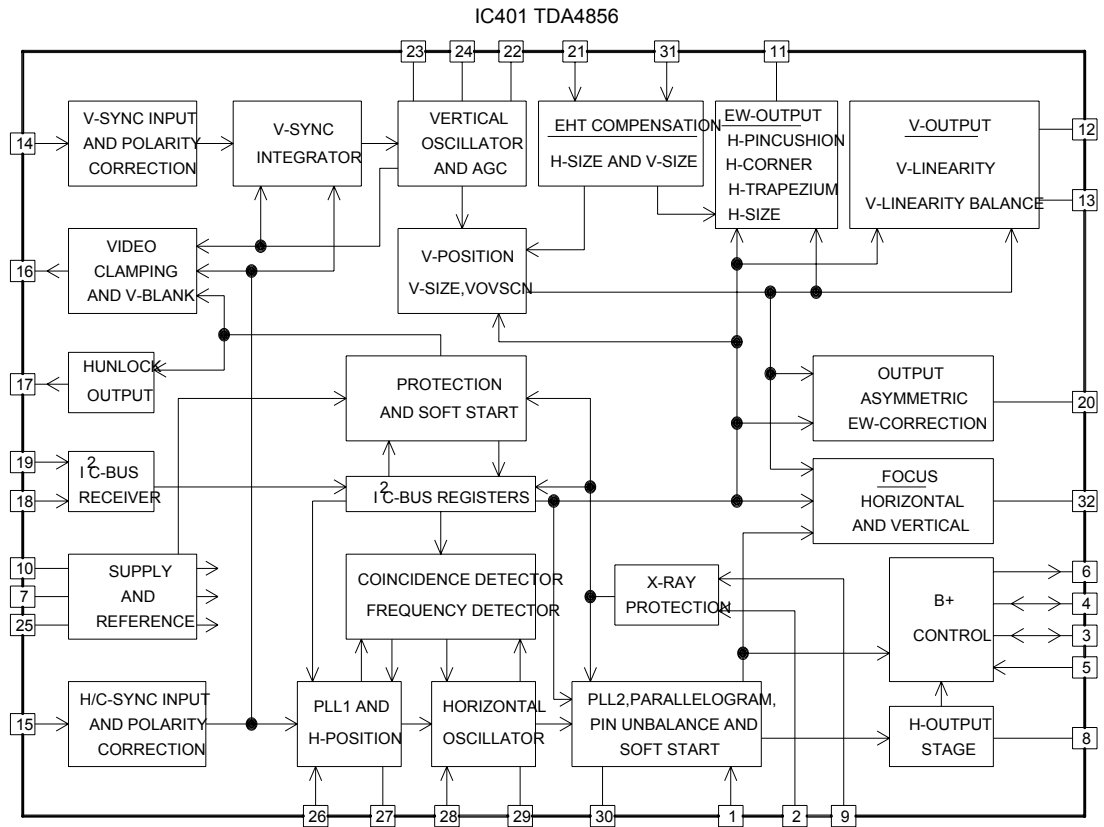 IC401 TDA4856
23
24
22
21
31
11
14
V-SYNC INPUT
AND POLARITY
CORRECTION
V-SYNC
INTEGRATOR
VERTICAL
OSCILLATOR
AND AGC
EHT COMPENSATION
H-SIZE AND V-SIZE
EW-OUTPUT
H-PINCUSHION
H-CORNER
H-TRAPEZIUM
H-SIZE
V-OUTPUT
V-LINEARITY
V-LINEARITY BALANCE
12
13
16
VIDEO
CLAMPING
AND V-BLANK
V-POSITION
V-SIZE,VOVSCN
17
HUNLOCK
OUTPUT
PROTECTION
AND SOFT START
OUTPUT
ASYMMETRIC
EW-CORRECTION
20
19
18
I²C-BUS
RECEIVER
I²C-BUS REGISTERS
FOCUS
HORIZONTAL
AND VERTICAL
32
10
7
25
SUPPLY
AND
REFERENCE
COINCIDENCE DETECTOR
FREQUENCY DETECTOR
X-RAY
PROTECTION
B+
CONTROL
6
4
3
5
15
H/C-SYNC INPUT
AND POLARITY
CORRECTION
PLL1 AND
H-POSITION
HORIZONTAL
OSCILLATOR
PLL2,PARALLELOGRAM,
PIN UNBALANCE AND
SOFT START
H-OUTPUT
STAGE
8
26
27
28
29
30
1
2
9